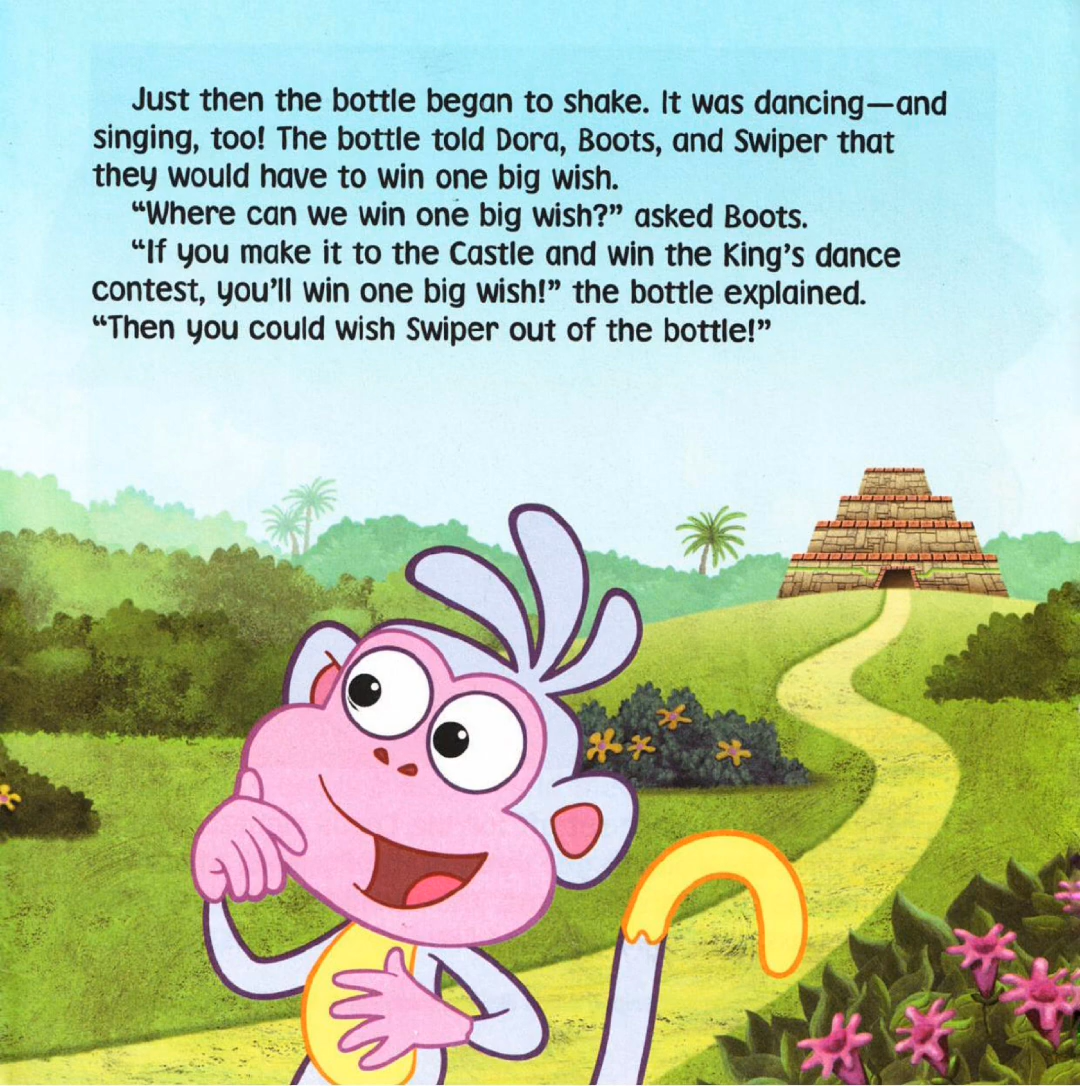 Just then the bottle began to shake. It was dancing—and
singing, too! The bottle told Dora, Boots, and Swiper that
they would have to win one big wish.
“Where can we win one big wish?” asked Boots.
“If you make it to the Castle and win the King’s dance
contest, you’ll win one big wish!” the bottle explained.
“Then you could wish Swiper out of the bottle!”